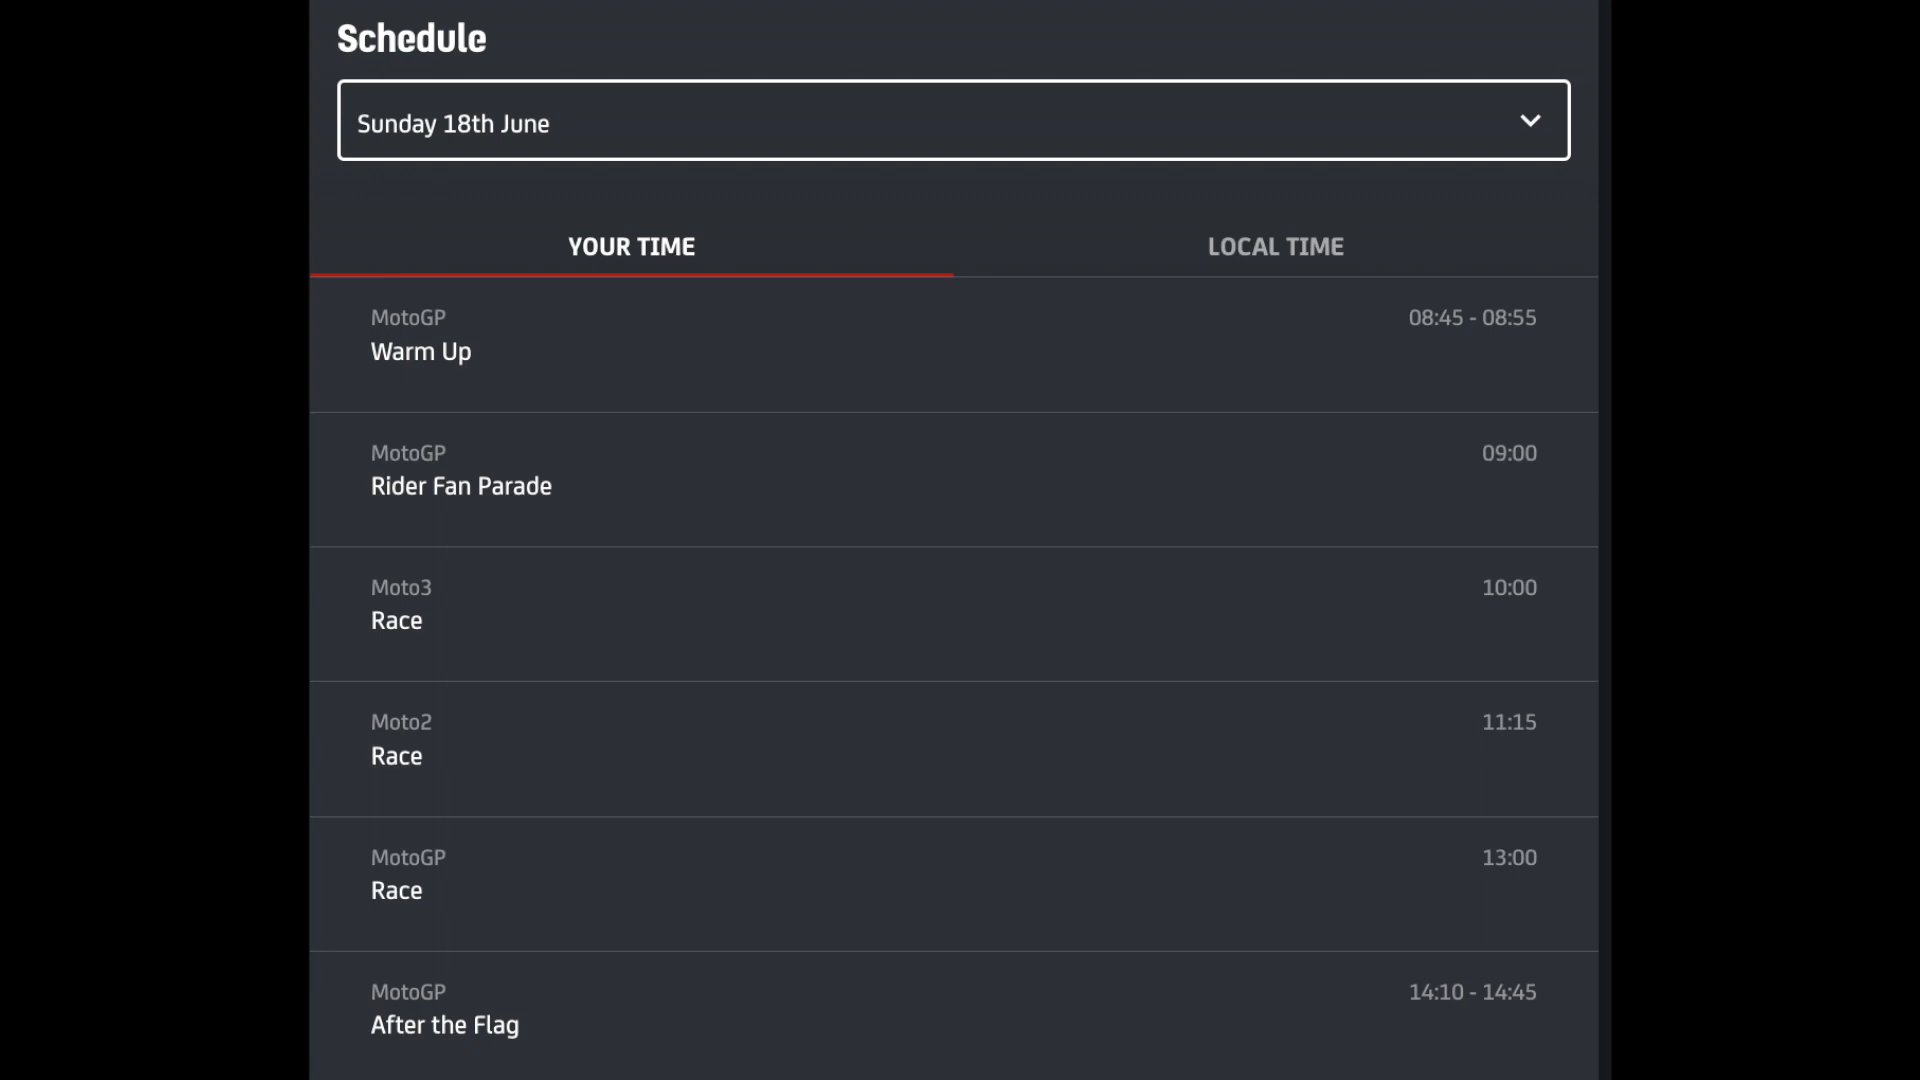 Schedule
Sunday 18th June
YOUR TIME
LOCAL TIME
MotoGP
08:45 - 08:55
Warm Up
MotoGP
09:00
Rider Fan Parade
Moto3
10:00
Race
Moto2
11:15
Race
MotoGP
13:00
Race
MotoGP
14:10 - 14:45
After the Flag